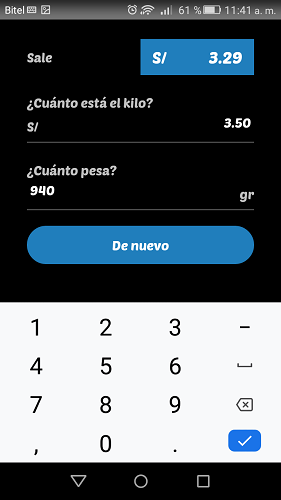 Bitel 61 % 11:41 a. m.
Sale S/ 3.29
¿Cuánto está el kilo?
S/ 3.50
¿Cuánto pesa?
940 gr
De nuevo
1 2 3 −
4 5 6
7 8 9
, 0 .